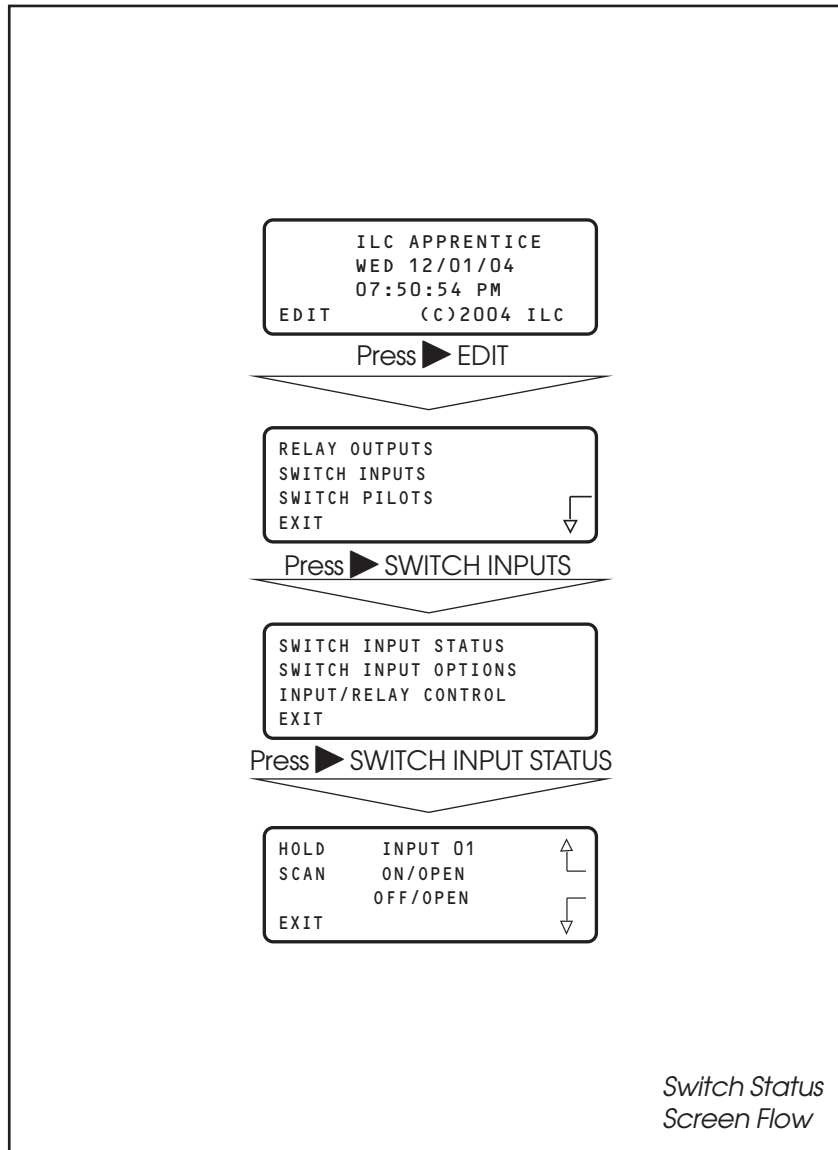 ILC APPRENTICE
WED 12/01/04
07:50:54 PM
EDIT (C)2004 ILC
Press ▶ EDIT
RELAY OUTPUTS
SWITCH INPUTS
SWITCH PILOTS
EXIT
Press ▶ SWITCH INPUTS
SWITCH INPUT STATUS
SWITCH INPUT OPTIONS
INPUT/RELAY CONTROL
EXIT
Press ▶ SWITCH INPUT STATUS
HOLD INPUT 01
SCAN ON/OPEN
OFF/OPEN
EXIT
Switch Status
Screen Flow